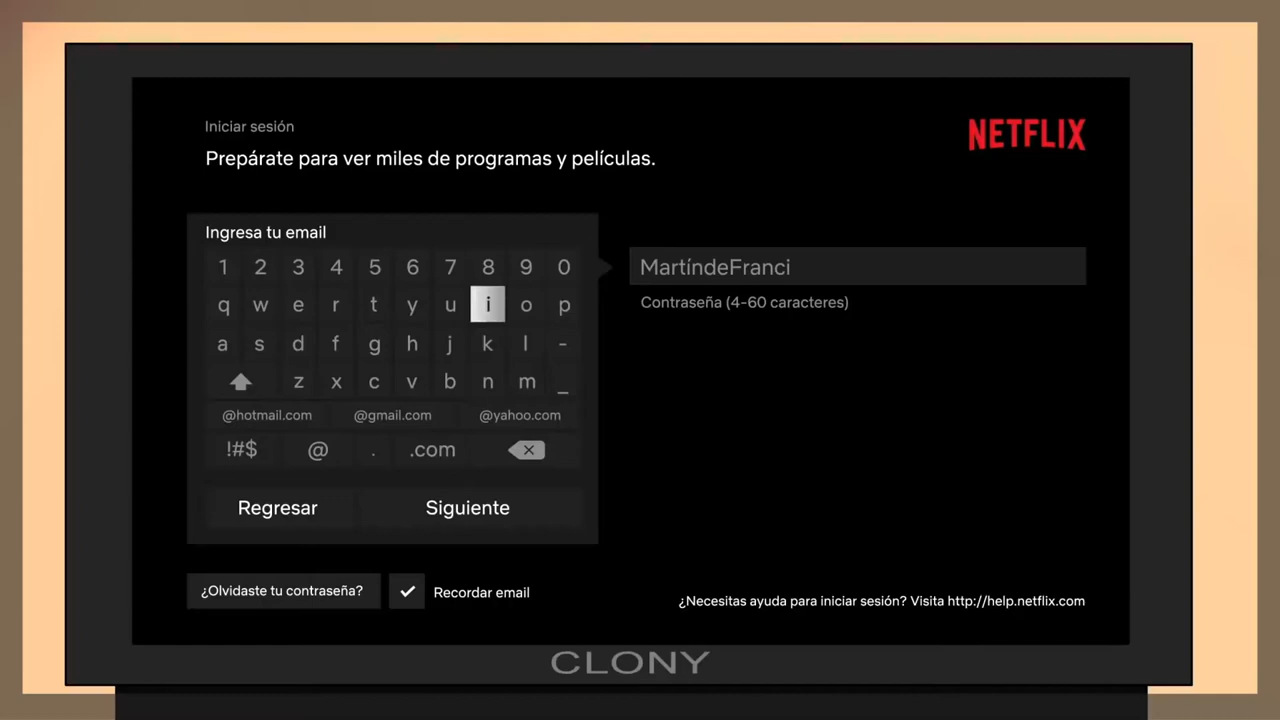 Iniciar sesión
Prepárate para ver miles de programas y películas.
NETFLIX
Ingresa tu email
1 2 3 4 5 6 7 8 9 0
q w e r t y u i o p
a s d f g h j k l -
z x c v b n m _
@hotmail.com @gmail.com @yahoo.com
!#$ @ . .com
Regresar Siguiente
MartíndeFranci
Contraseña (4-60 caracteres)
¿Olvidaste tu contraseña?
Recordar email
¿Necesitas ayuda para iniciar sesión? Visita http://help.netflix.com
CLONY